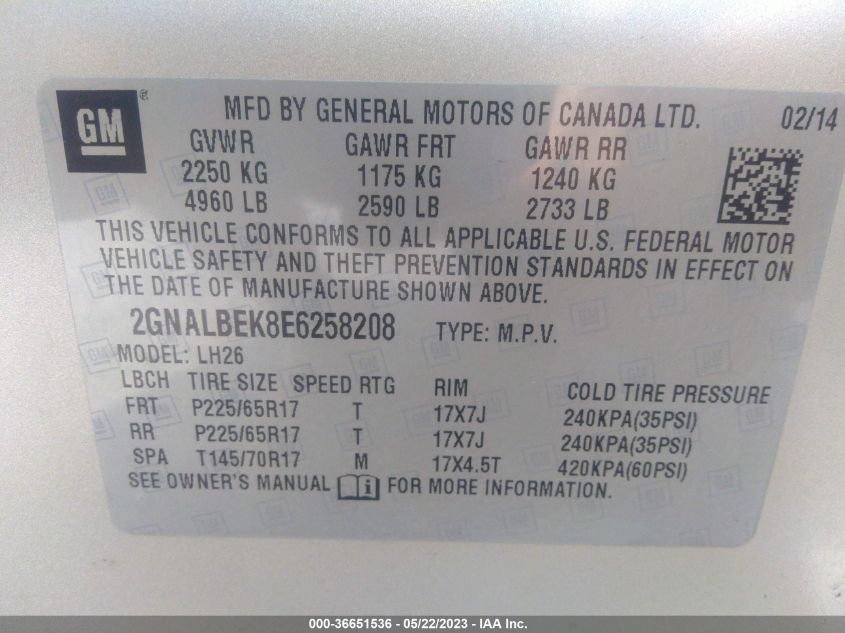 GM ®
MFD BY GENERAL MOTORS OF CANADA LTD. 02/14
GVWR GAWR FRT GAWR RR
2250 KG 1175 KG 1240 KG
4960 LB 2590 LB 2733 LB
THIS VEHICLE CONFORMS TO ALL APPLICABLE U.S. FEDERAL MOTOR
VEHICLE SAFETY AND THEFT PREVENTION STANDARDS IN EFFECT ON
THE DATE OF MANUFACTURE SHOWN ABOVE.
2GNALBEK8E6258208 TYPE: M.P.V.
MODEL: LH26
LBCH TIRE SIZE SPEED RTG RIM COLD TIRE PRESSURE
FRT P225/65R17 T 17X7J 240KPA(35PSI)
RR P225/65R17 T 17X7J 240KPA(35PSI)
SPA T145/70R17 M 17X4.5T 420KPA(60PSI)
SEE OWNER'S MANUAL i FOR MORE INFORMATION.
000-36651536 - 05/22/2023 - IAA Inc.